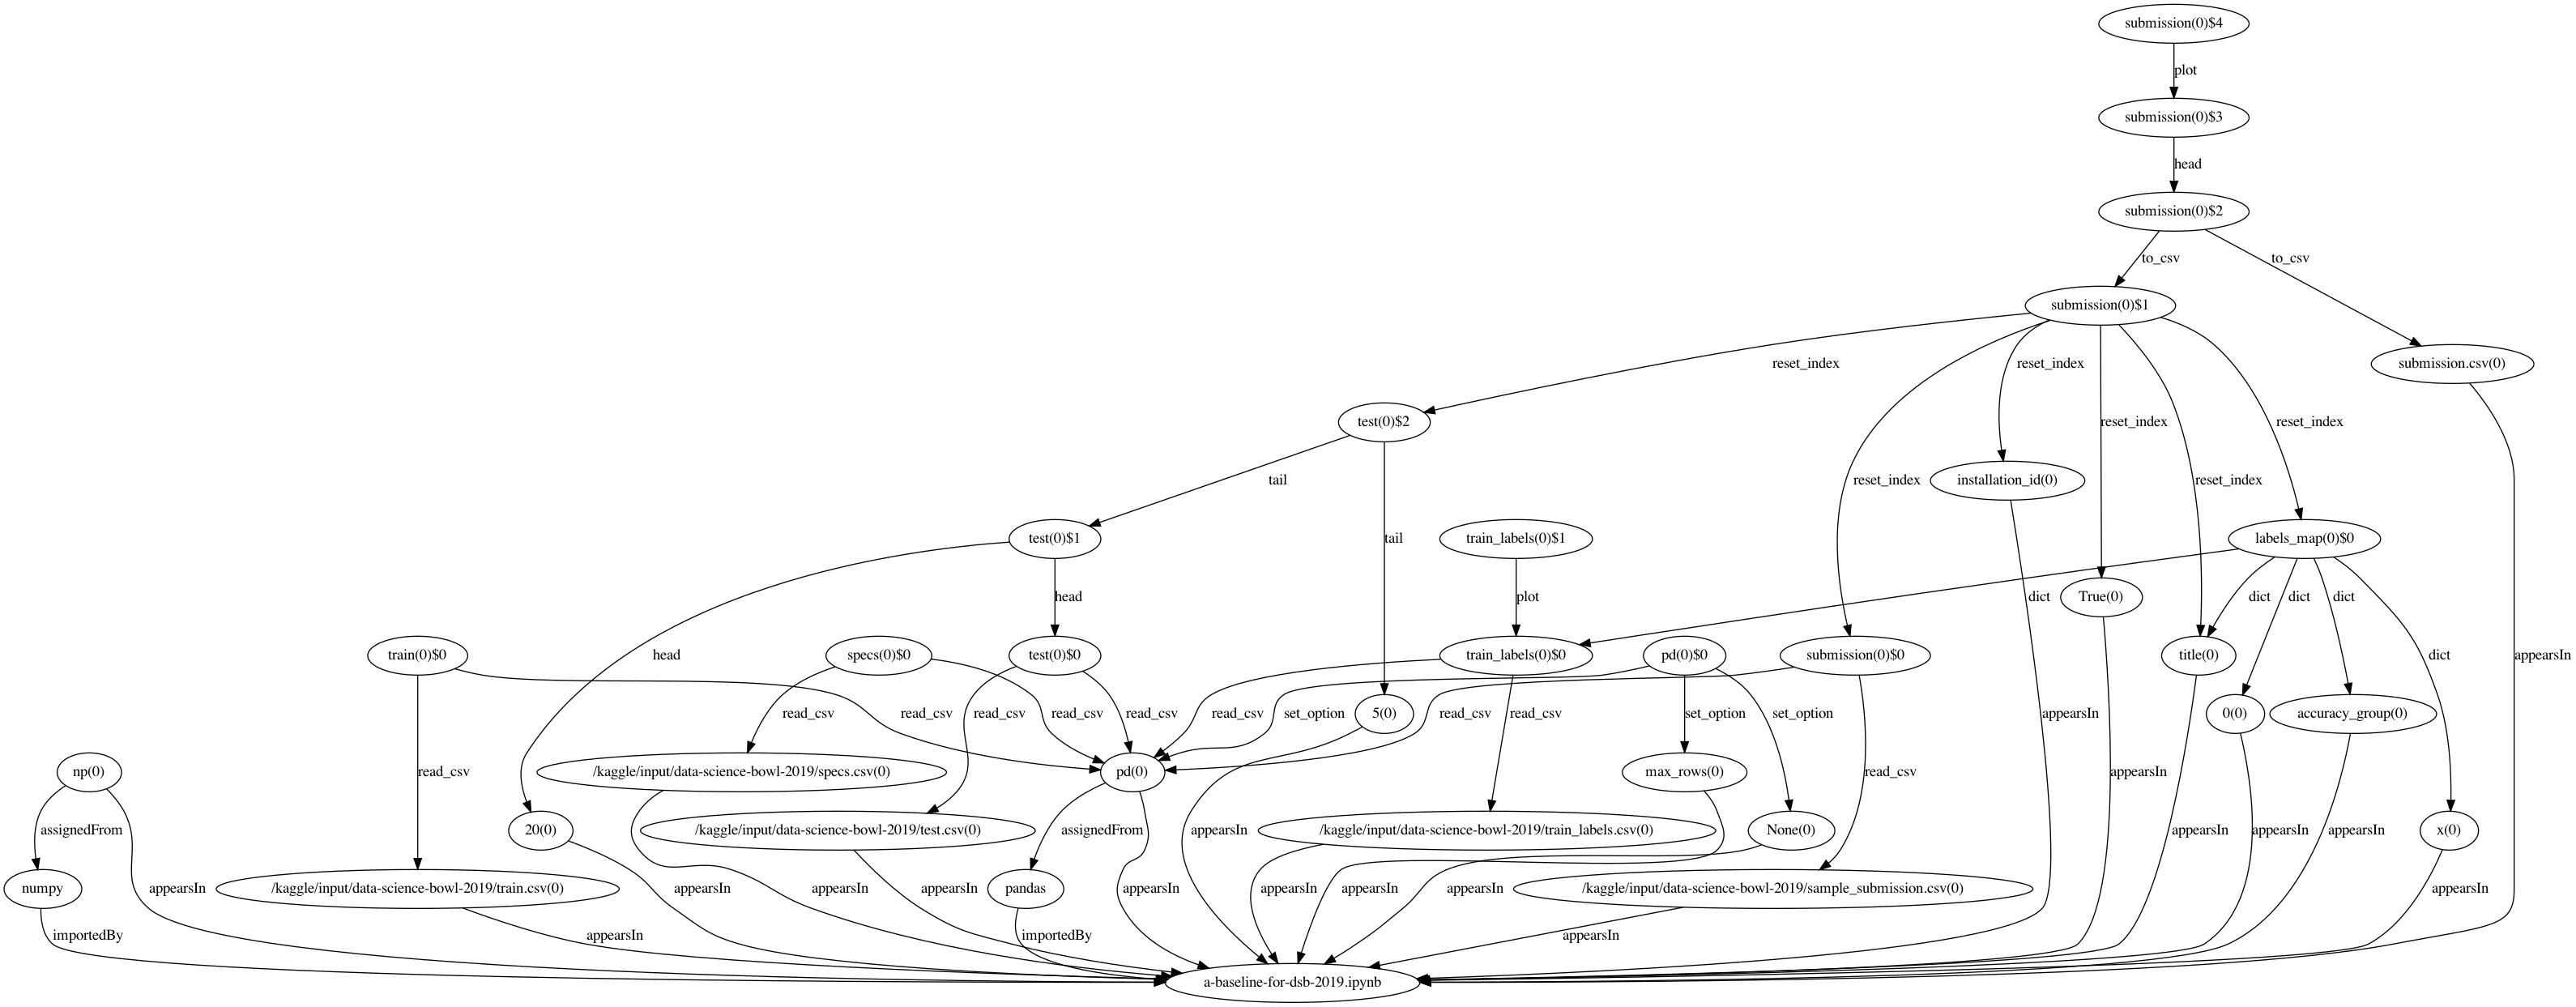 submission(0)$4
plot
submission(0)$3
head
submission(0)$2
to_csv
to_csv
submission(0)$1
submission.csv(0)
reset_index
reset_index
test(0)$2
reset_index
reset_index
tail
reset_index
installation_id(0)
reset_index
test(0)$1
tail
train_labels(0)$1
labels_map(0)$0
head
plot
dict
True(0)
dict
dict
dict
train(0)$0
head
specs(0)$0
test(0)$0
train_labels(0)$0
pd(0)$0
submission(0)$0
title(0)
dict
appearsIn
read_csv
read_csv
read_csv
read_csv
read_csv
read_csv
set_option
5(0)
read_csv
read_csv
set_option
set_option
appearsIn
0(0)
accuracy_group(0)
np(0)
read_csv
/kaggle/input/data-science-bowl-2019/specs.csv(0)
pd(0)
max_rows(0)
read_csv
appearsIn
assignedFrom
20(0)
/kaggle/input/data-science-bowl-2019/test.csv(0)
assignedFrom
appearsIn
/kaggle/input/data-science-bowl-2019/train_labels.csv(0)
None(0)
appearsIn
appearsIn
appearsIn
x(0)
numpy
appearsIn
/kaggle/input/data-science-bowl-2019/train.csv(0)
appearsIn
appearsIn
appearsIn
pandas
appearsIn
appearsIn
appearsIn
appearsIn
/kaggle/input/data-science-bowl-2019/sample_submission.csv(0)
appearsIn
importedBy
appearsIn
importedBy
appearsIn
a-baseline-for-dsb-2019.ipynb